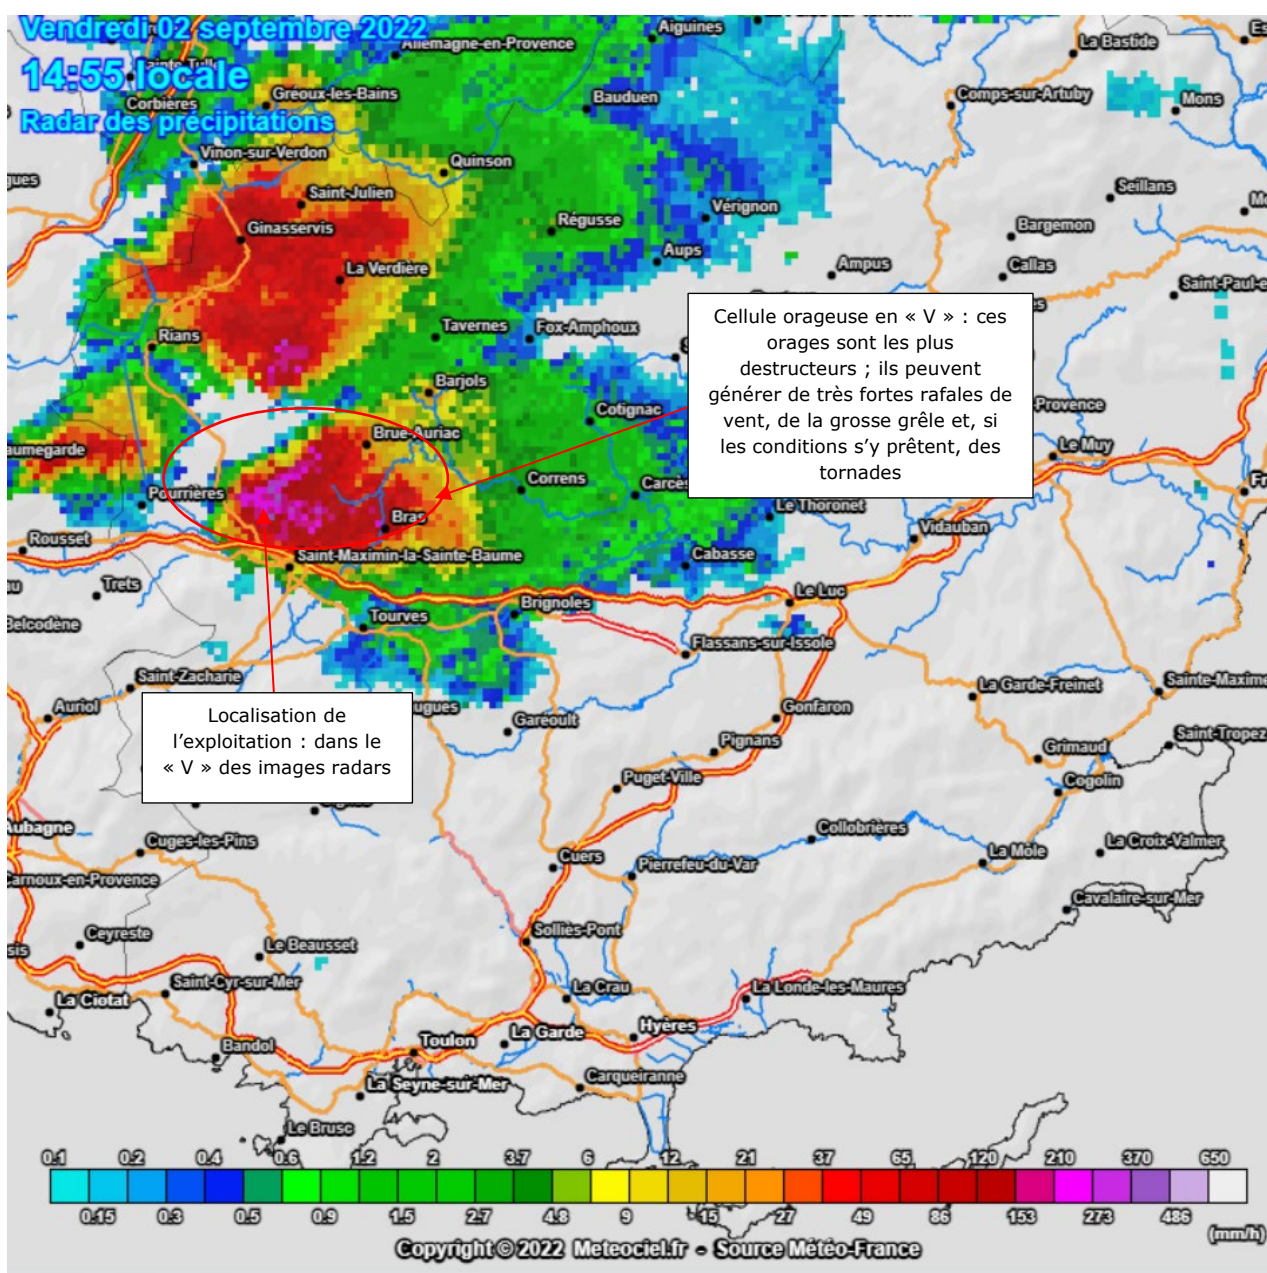 Vendredi 02 septembre 2022
14:55 locale
Radar des précipitations
Allemagne-en-Provence
Aiguines
La Bastide
Es
Corbières
Gréoux-les-Bains
Bauduen
Comps-sur-Artuby
Mons
Vinon-sur-Verdon
Quinson
gues
Saint-Julien
Seillans
Mo
Ginasservis
Régusse
Vérignon
Bargemon
La Verdière
Aups
Ampus
Callas
Saint-Paul-e
Rians
Tavernes
Fox-Amphoux
es
Cellule orageuse en « V » : ces
orages sont les plus
destructeurs ; ils peuvent
générer de très fortes rafales de
vent, de la grosse grêle et, si
les conditions s’y prêtent, des
tornades
Barjols
Cotignac
Provence
Brue-Auriac
aumegarde
Le Muy
Pourrières
Correns
Carces
Fr
Le Thoronet
Bras
Vidauban
Rousset
Saint-Maximin-la-Sainte-Baume
Cabasse
au
Trets
Le Luc
Brignoles
Belcodène
Tourves
Flassans-sur-Issole
Saint-Zacharie
La Garde-Freinet
Sainte-Maxime
Auriol
Localisation de
l’exploitation : dans le
« V » des images radars
ugues
Garéoult
Gonfaron
Pignans
Grimaud
Saint-Tropez
Puget-Ville
Cogolin
Aubagne
Cuges-les-Pins
Collobrières
La Croix-Valmer
Cuers
Pierrefeu-du-Var
La Môle
Carnoux-en-Provence
Cavalaire-sur-Mer
Ceyreste
Solliès-Pont
sis
Le Beausset
Saint-Cyr-sur-Mer
La Crau
La Londe-les-Maures
La Ciotat
Toulon
La Garde
Hyères
Bandol
La Seyne-sur-Mer
Carqueiranne
Le Brusc
0.1 0.2 0.4 0.6 1.2 2 3.7 6 12 21 37 65 120 210 370 650
0.15 0.3 0.5 0.9 1.5 2.7 4.8 9 15 27 49 86 153 273 486 (mm/h)
Copyright © 2022 Meteociel.fr - Source Météo-France